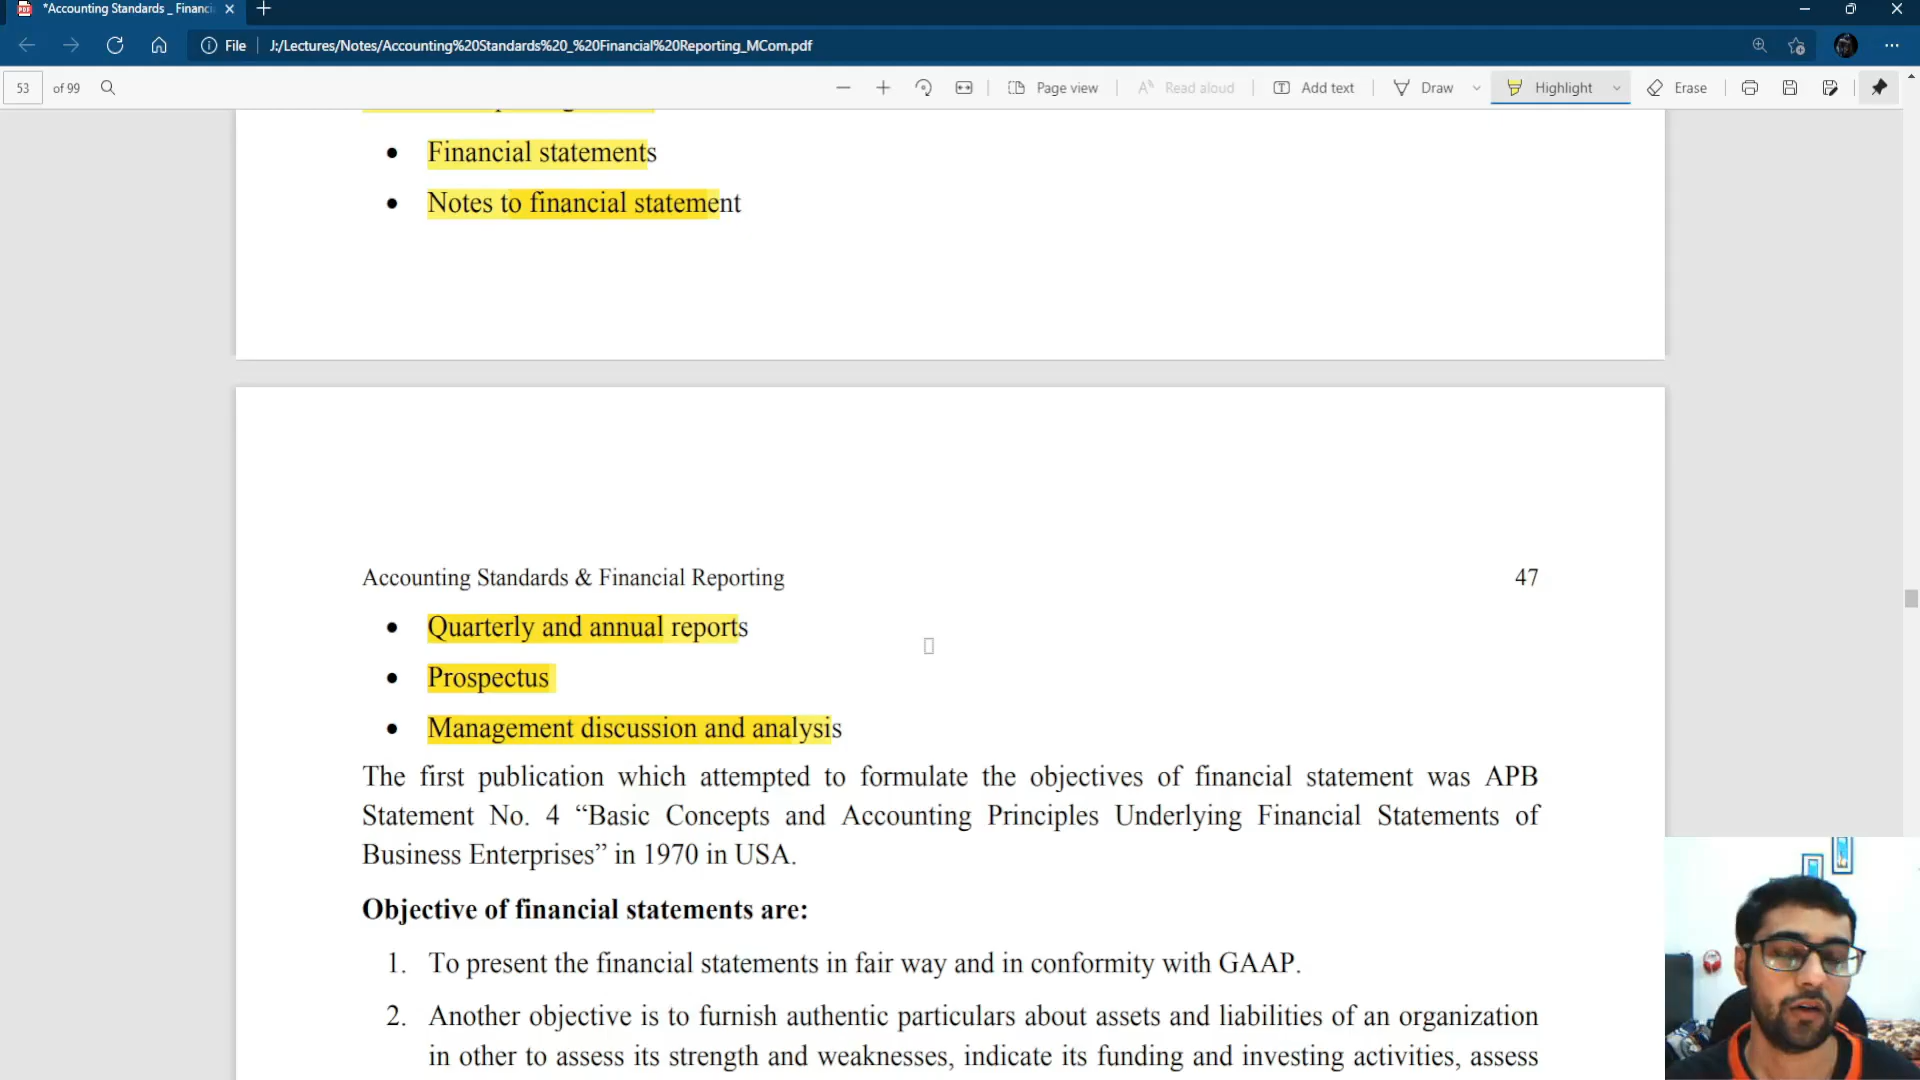 *Accounting Standards _ Financi
File
J:/Lectures/Notes/Accounting%20Standards%20_%20Financial%20Reporting_MCom.pdf
53 of 99
Page view
Read aloud
Add text
Draw
Highlight
Erase
• Financial statements
• Notes to financial statement
Accounting Standards & Financial Reporting 47
• Quarterly and annual reports
• Prospectus
• Management discussion and analysis
The first publication which attempted to formulate the objectives of financial statement was APB
Statement No. 4 “Basic Concepts and Accounting Principles Underlying Financial Statements of
Business Enterprises” in 1970 in USA.
Objective of financial statements are:
1. To present the financial statements in fair way and in conformity with GAAP.
2. Another objective is to furnish authentic particulars about assets and liabilities of an organization
in other to assess its strength and weaknesses, indicate its funding and investing activities, assess